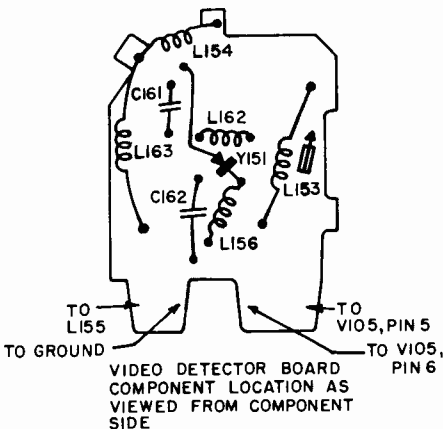 L154
C161
L162
L163
Y151
L153
C162
L156
TO
L155
TO
V105, PIN 5
TO GROUND
TO V105,
PIN 6
VIDEO DETECTOR BOARD
COMPONENT LOCATION AS
VIEWED FROM COMPONENT
SIDE